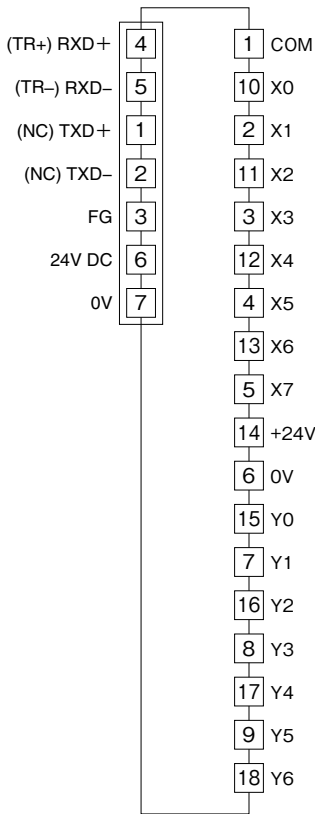 (TR+) RXD+ 4
(TR–) RXD– 5
(NC) TXD+ 1
(NC) TXD– 2
FG 3
24V DC 6
0V 7
1 COM
10 X0
2 X1
11 X2
3 X3
12 X4
4 X5
13 X6
5 X7
14 +24V
6 0V
15 Y0
7 Y1
16 Y2
8 Y3
17 Y4
9 Y5
18 Y6